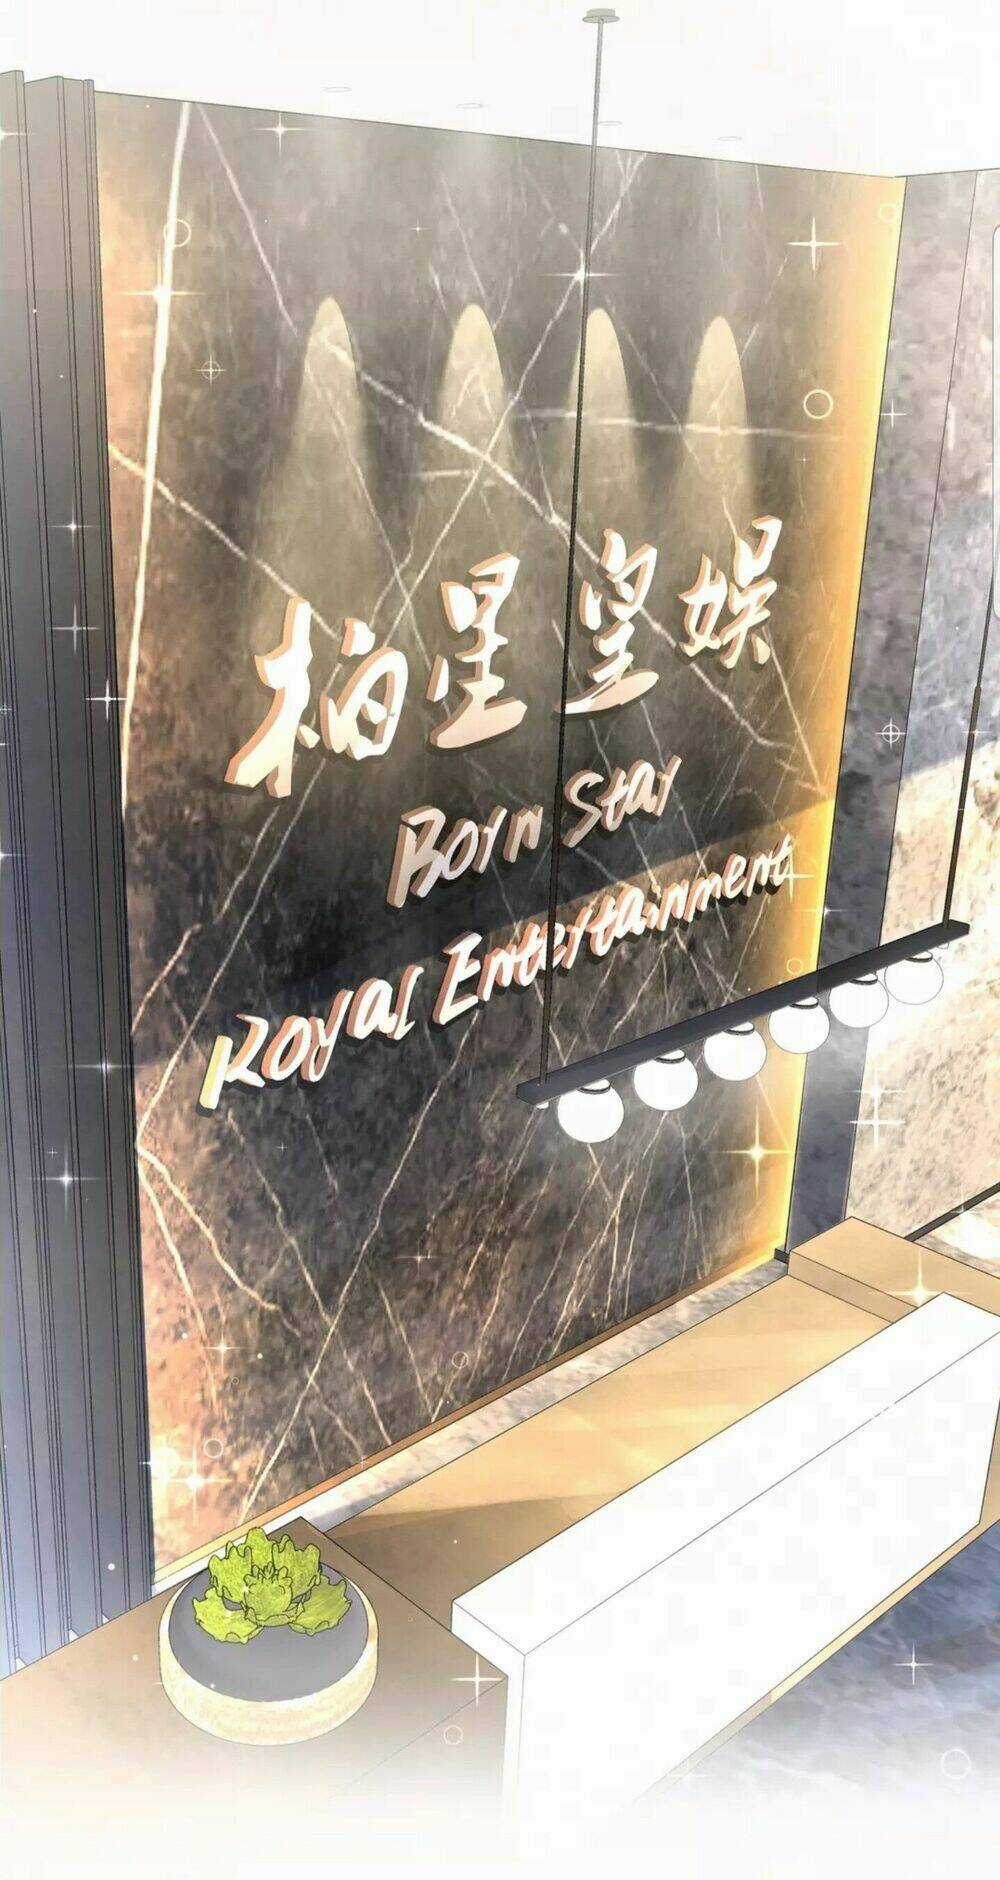 柏星皇娱
Born Star
Royal Entertainment